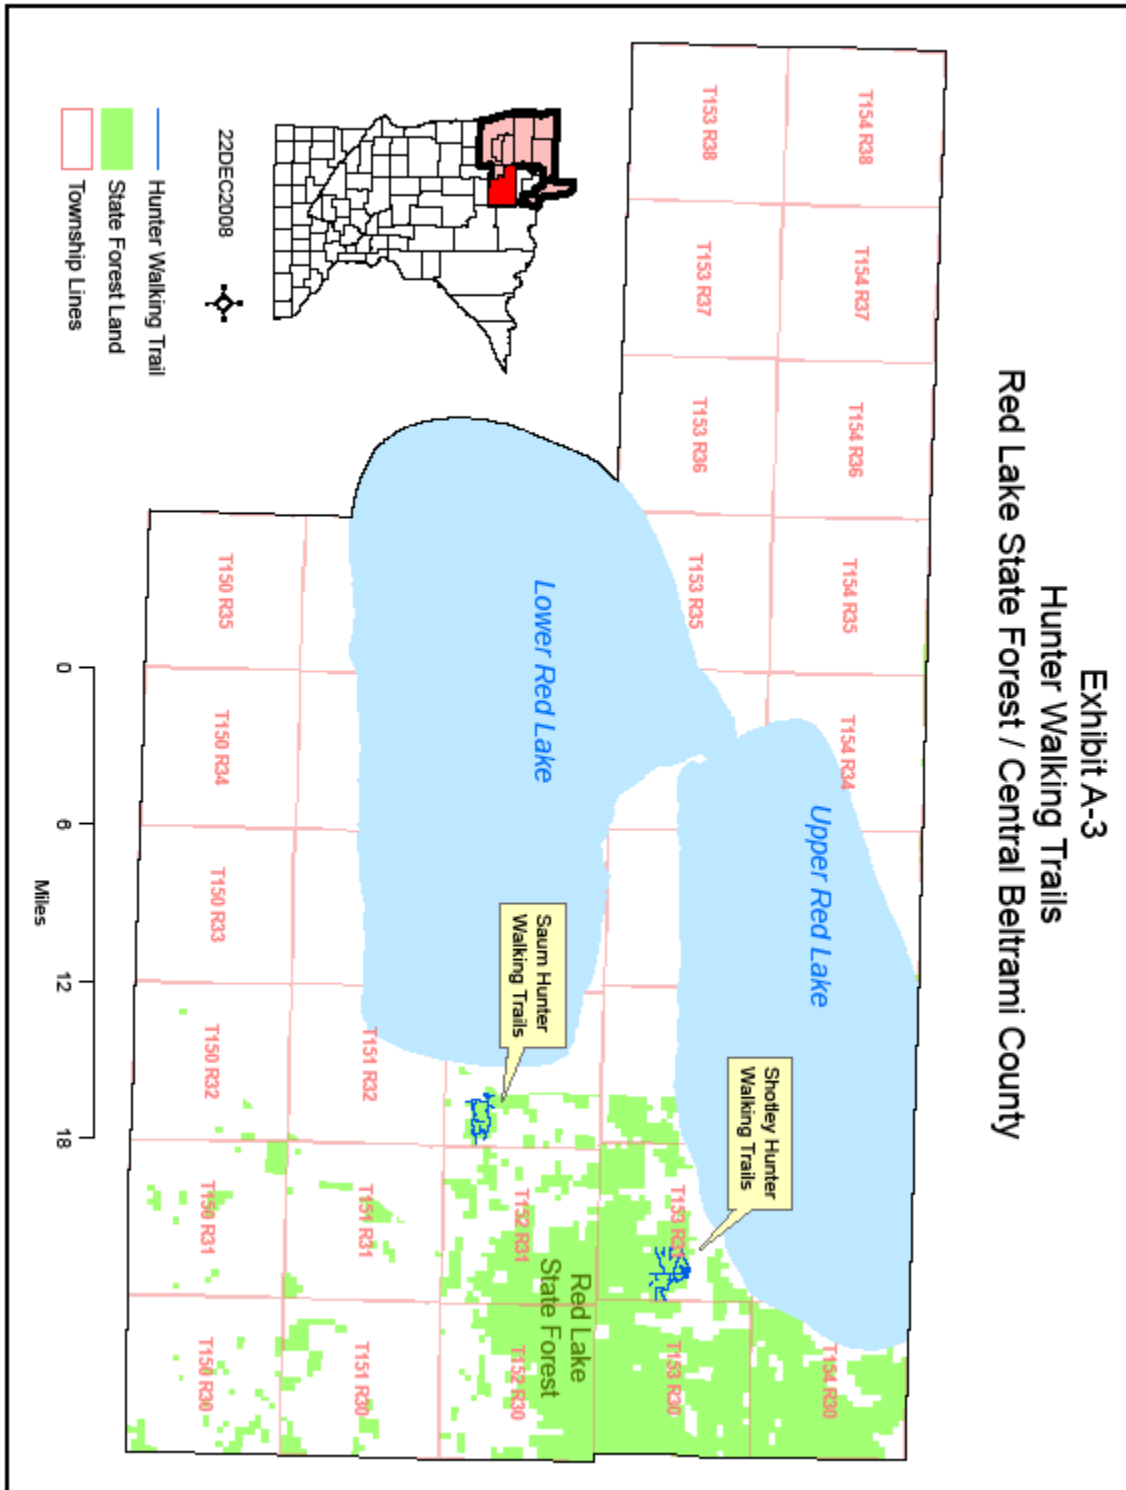 Exhibit A-3
Hunter Walking Trails
Red Lake State Forest / Central Beltrami County
T154 R38
T154 R37
T154 R36
T154 R35
T154 R34
T154 R30
T153 R38
T153 R37
T153 R36
T153 R35
T153 R31
T153 R30
Upper Red Lake
Shotley Hunter
Walking Trails
Lower Red Lake
Saum Hunter
Walking Trails
Red Lake
State Forest
T152 R31
T152 R30
T151 R32
T151 R31
T151 R30
T150 R35
T150 R34
T150 R33
T150 R32
T150 R31
T150 R30
22DEC2008
Hunter Walking Trail
State Forest Land
Township Lines
0
6
12
18
Miles